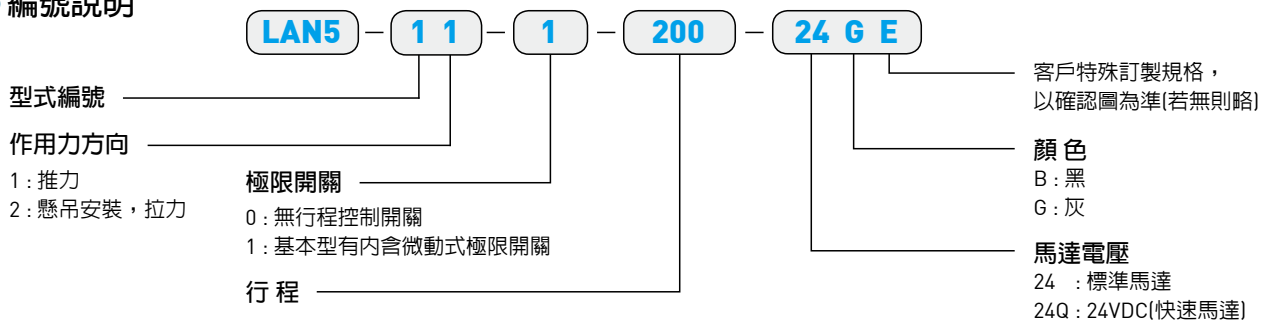 編號說明
LAN5 – 1 1 – 1 – 200 – 24 G E
型式編號
作用力方向
1 : 推力
2 : 懸吊安裝，拉力
極限開關
0 : 無行程控制開關
1 : 基本型有內含微動式極限開關
行 程
客戶特殊訂製規格，
以確認圖為準(若無則略)
顏 色
B : 黑
G : 灰
馬達電壓
24 : 標準馬達
24Q : 24VDC(快速馬達)